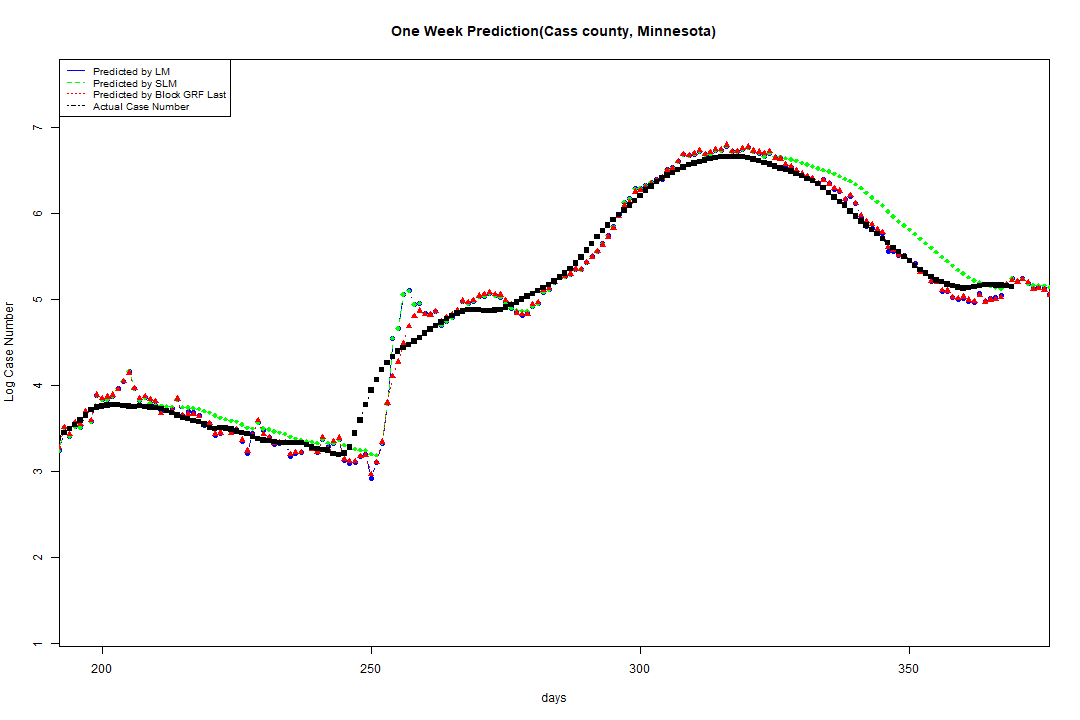 One Week Prediction(Cass county, Minnesota)
Predicted by LM
Predicted by SLM
Predicted by Block GRF Last
Actual Case Number
Log Case Number
7
6
5
4
3
2
1
200 250 300 350
days